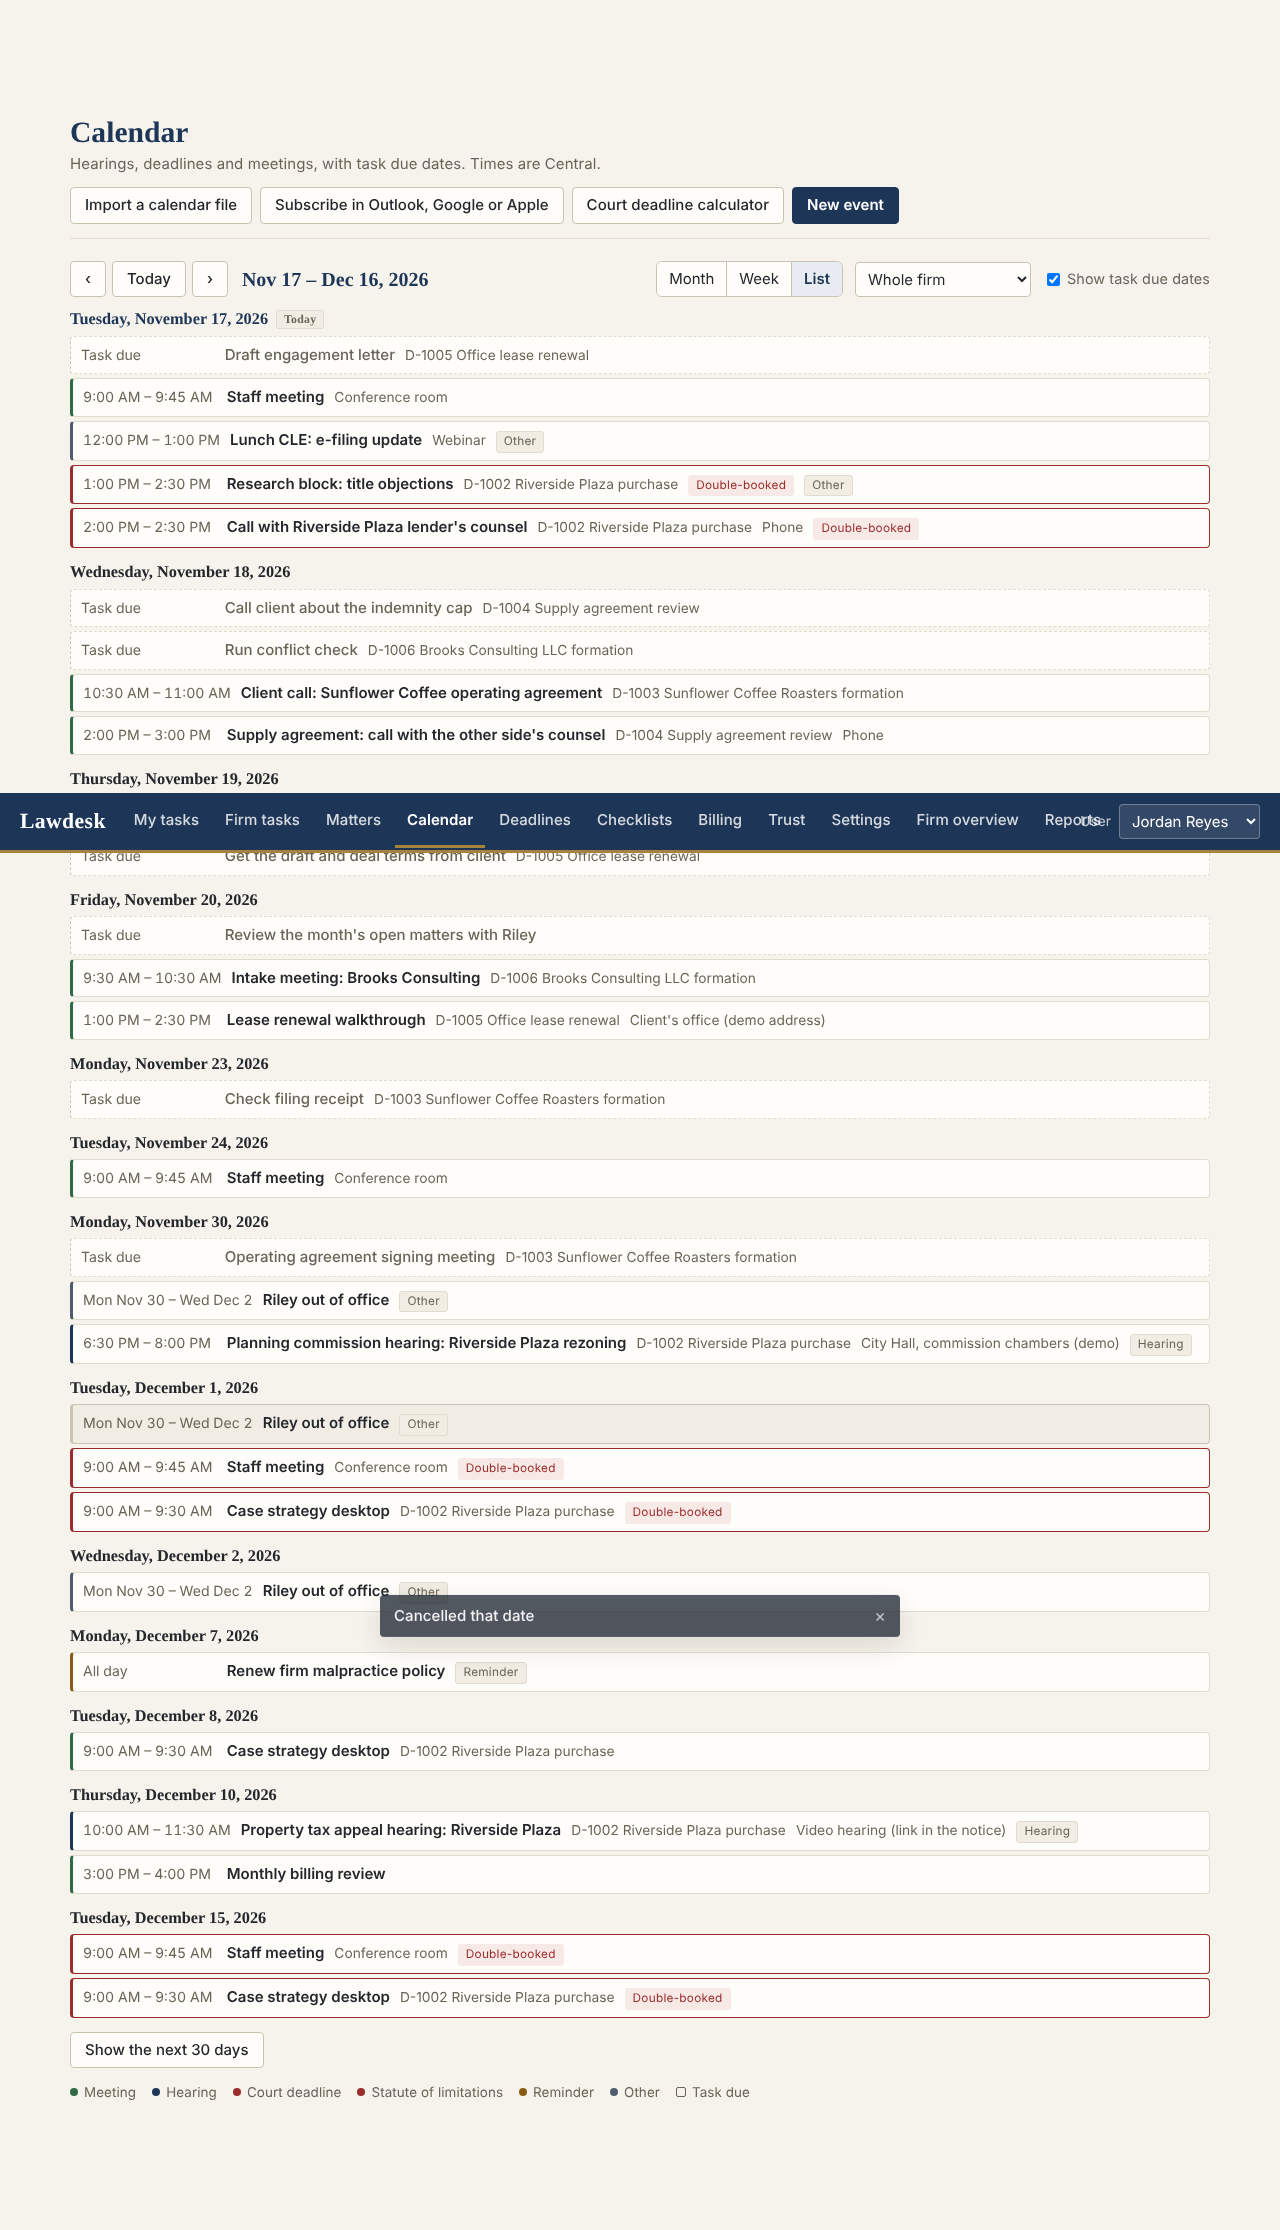 Calendar
Hearings, deadlines and meetings, with task due dates. Times are Central.
Import a calendar file Subscribe in Outlook, Google or Apple Court deadline calculator New event
‹ Today › Nov 17 – Dec 16, 2026 Month Week List Whole firm Show task due dates
Tuesday, November 17, 2026 Today
Task due Draft engagement letter D-1005 Office lease renewal
9:00 AM – 9:45 AM Staff meeting Conference room
12:00 PM – 1:00 PM Lunch CLE: e-filing update Webinar Other
1:00 PM – 2:30 PM Research block: title objections D-1002 Riverside Plaza purchase Double-booked Other
2:00 PM – 2:30 PM Call with Riverside Plaza lender's counsel D-1002 Riverside Plaza purchase Phone Double-booked
Wednesday, November 18, 2026
Task due Call client about the indemnity cap D-1004 Supply agreement review
Task due Run conflict check D-1006 Brooks Consulting LLC formation
10:30 AM – 11:00 AM Client call: Sunflower Coffee operating agreement D-1003 Sunflower Coffee Roasters formation
2:00 PM – 3:00 PM Supply agreement: call with the other side's counsel D-1004 Supply agreement review Phone
Thursday, November 19, 2026
Lawdesk My tasks Firm tasks Matters Calendar Deadlines Checklists Billing Trust Settings Firm overview Reports User Jordan Reyes
Get the draft and deal terms from client D-1005 Office lease renewal
Friday, November 20, 2026
Task due Review the month's open matters with Riley
9:30 AM – 10:30 AM Intake meeting: Brooks Consulting D-1006 Brooks Consulting LLC formation
1:00 PM – 2:30 PM Lease renewal walkthrough D-1005 Office lease renewal Client's office (demo address)
Monday, November 23, 2026
Task due Check filing receipt D-1003 Sunflower Coffee Roasters formation
Tuesday, November 24, 2026
9:00 AM – 9:45 AM Staff meeting Conference room
Monday, November 30, 2026
Task due Operating agreement signing meeting D-1003 Sunflower Coffee Roasters formation
Mon Nov 30 – Wed Dec 2 Riley out of office Other
6:30 PM – 8:00 PM Planning commission hearing: Riverside Plaza rezoning D-1002 Riverside Plaza purchase City Hall, commission chambers (demo) Hearing
Tuesday, December 1, 2026
Mon Nov 30 – Wed Dec 2 Riley out of office Other
9:00 AM – 9:45 AM Staff meeting Conference room Double-booked
9:00 AM – 9:30 AM Case strategy desktop D-1002 Riverside Plaza purchase Double-booked
Wednesday, December 2, 2026
Mon Nov 30 – Wed Dec 2 Riley out of office Other
Cancelled that date ×
Monday, December 7, 2026
All day Renew firm malpractice policy Reminder
Tuesday, December 8, 2026
9:00 AM – 9:30 AM Case strategy desktop D-1002 Riverside Plaza purchase
Thursday, December 10, 2026
10:00 AM – 11:30 AM Property tax appeal hearing: Riverside Plaza D-1002 Riverside Plaza purchase Video hearing (link in the notice) Hearing
3:00 PM – 4:00 PM Monthly billing review
Tuesday, December 15, 2026
9:00 AM – 9:45 AM Staff meeting Conference room Double-booked
9:00 AM – 9:30 AM Case strategy desktop D-1002 Riverside Plaza purchase Double-booked
Show the next 30 days
Meeting Hearing Court deadline Statute of limitations Reminder Other Task due